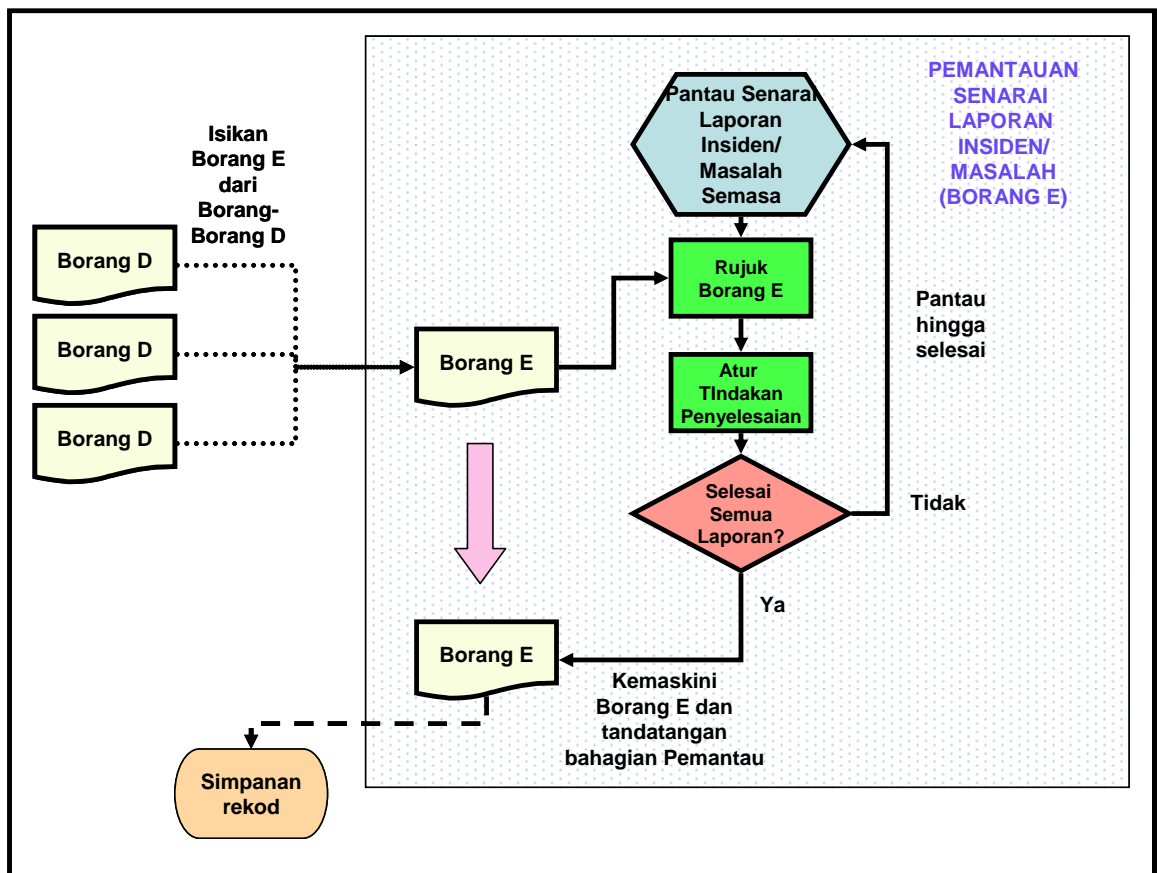 PEMANTAUAN
SENARAI
LAPORAN
INSIDEN/
MASALAH
(BORANG E)
Pantau Senarai
Laporan
Insiden/
Masalah
Semasa
Isikan
Borang E
dari
Borang-
Borang D
Borang D
Borang D
Borang D
Borang E
Rujuk
Borang E
Atur
TIndakan
Penyelesaian
Pantau
hingga
selesai
Selesai
Semua
Laporan?
Tidak
Ya
Borang E
Kemaskini
Borang E dan
tandatangan
bahagian Pemantau
Simpanan
rekod